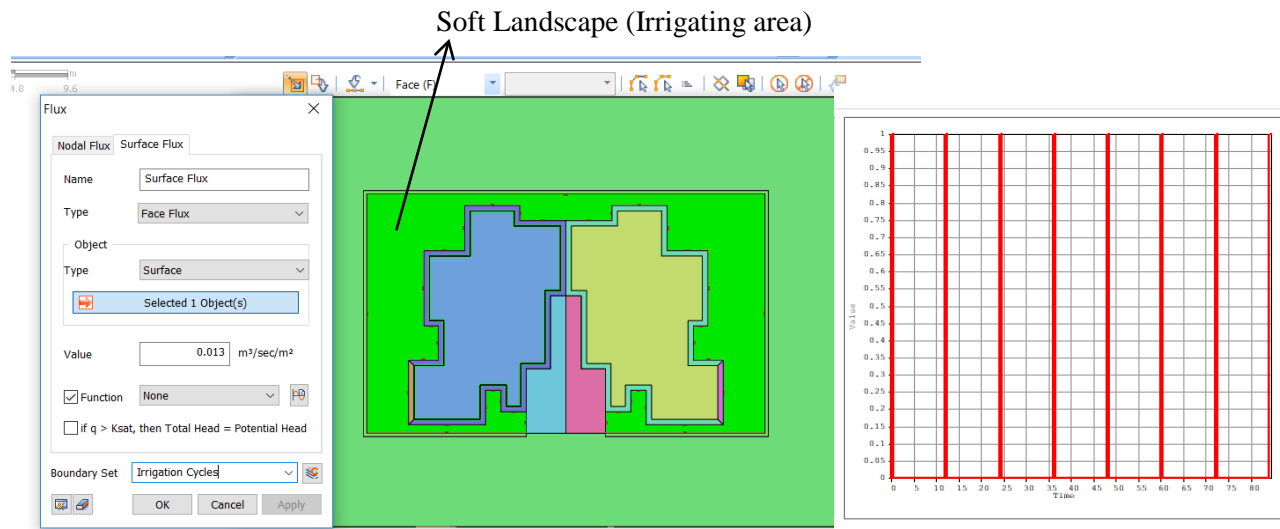 Soft Landscape (Irrigating area)
m
4.8 9.6
Face (F)
Flux
Nodal Flux Surface Flux
Name Surface Flux
Type Face Flux
Object
Type Surface
Selected 1 Object(s)
Value 0.013 m³/sec/m²
Function None
if q > Ksat, then Total Head = Potential Head
Boundary Set Irrigation Cycles
OK Cancel Apply
1
0.95
0.9
0.85
0.8
0.75
0.7
0.65
0.6
0.55
0.5
0.45
0.4
0.35
0.3
0.25
0.2
0.15
0.1
0.05
0
Value
0 5 10 15 20 25 30 35 40 45 50 55 60 65 70 75 80
Time